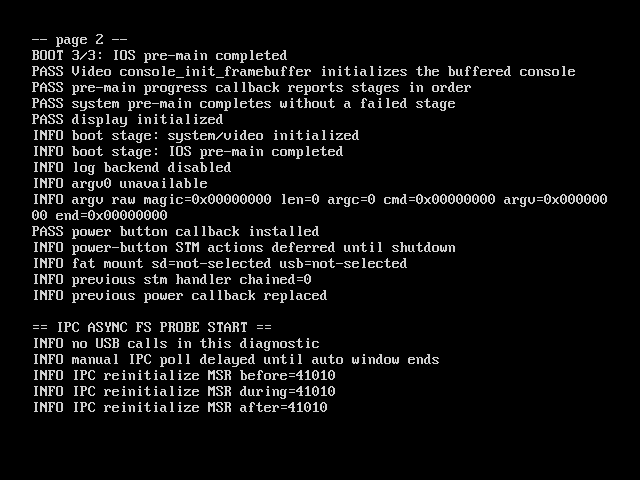 -- page 2 --
BOOT 3/3: IOS pre-main completed
PASS Video console_init_framebuffer initializes the buffered console
PASS pre-main progress callback reports stages in order
PASS system pre-main completes without a failed stage
PASS display initialized
INFO boot stage: system/video initialized
INFO boot stage: IOS pre-main completed
INFO log backend disabled
INFO argv0 unavailable
INFO argv raw magic=0x00000000 len=0 argc=0 cmd=0x00000000 argv=0x000000
00 end=0x00000000
PASS power button callback installed
INFO power-button STM actions deferred until shutdown
INFO fat mount sd=not-selected usb=not-selected
INFO previous stm handler chained=0
INFO previous power callback replaced
== IPC ASYNC FS PROBE START ==
INFO no USB calls in this diagnostic
INFO manual IPC poll delayed until auto window ends
INFO IPC reinitialize MSR before=41010
INFO IPC reinitialize MSR during=41010
INFO IPC reinitialize MSR after=41010